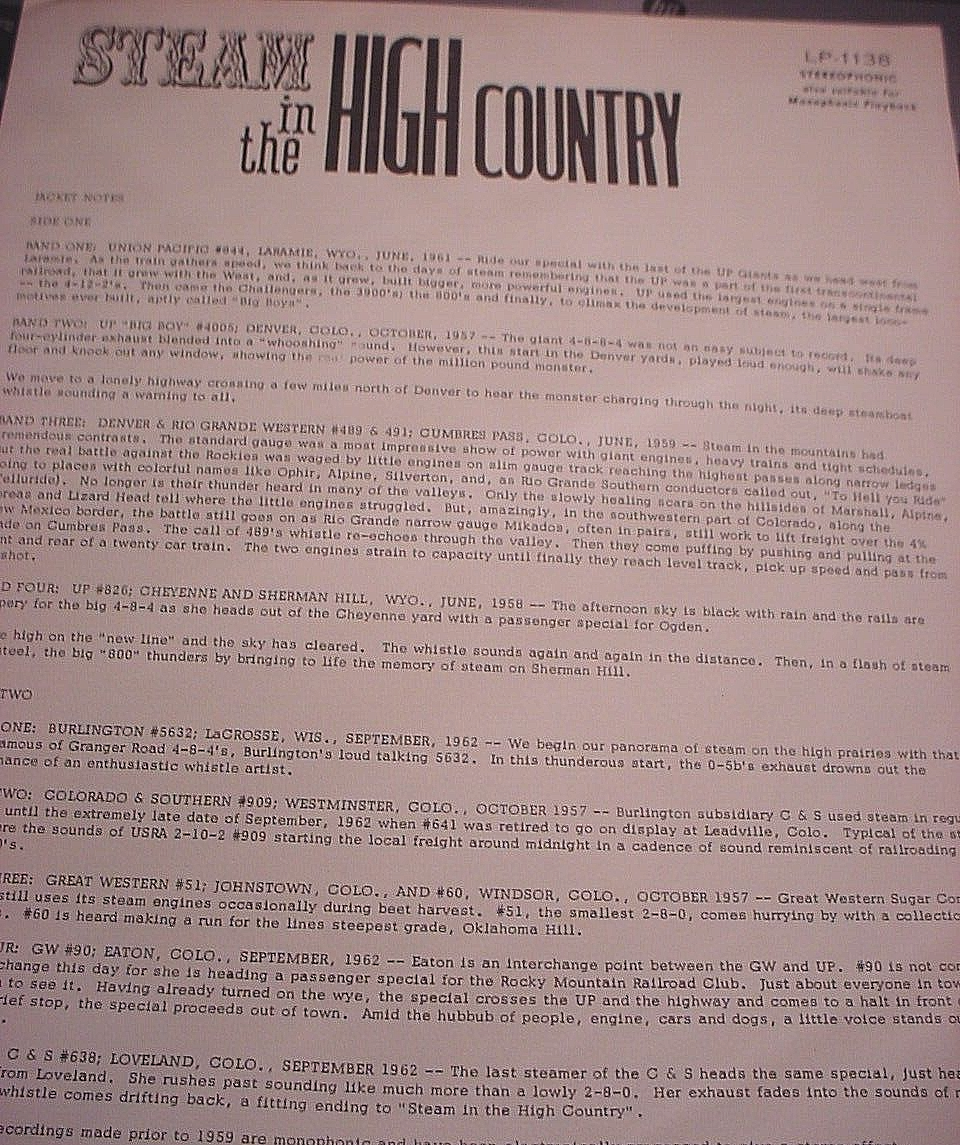 STEAM
in
the
HIGH COUNTRY
LP-1138
STEREOPHONIC
also suitable for
Monophonic Playback
JACKET NOTES
SIDE ONE
BAND ONE: UNION PACIFIC #844, LARAMIE, WYO., JUNE, 1961 -- Ride our special with the last of the UP Giants as we head west from
Laramie. As the train gathers speed, we think back to the days of steam remembering that the UP was a part of the first transcontinental
railroad, that it grew with the West, and, as it grew, built bigger, more powerful engines. UP used the largest engines on a single frame
-- the 4-12-2's. Then came the Challengers, the 3900's; the 800's and finally, to climax the development of steam, the largest loco-
motives ever built, aptly called "Big Boys".
BAND TWO: UP "BIG BOY" #4005; DENVER, COLO., OCTOBER, 1957 -- The giant 4-8-8-4 was not an easy subject to record. Its deep
four-cylinder exhaust blended into a "whooshing" sound. However, this start in the Denver yards, played loud enough, will shake any
floor and knock out any window, showing the power of the million pound monster.
We move to a lonely highway crossing a few miles north of Denver to hear the monster charging through the night, its deep steamboat
whistle sounding a warning to all.
BAND THREE: DENVER & RIO GRANDE WESTERN #489 & 491; CUMBRES PASS, COLO., JUNE, 1959 -- Steam in the mountains had
remendous contrasts. The standard gauge was a most impressive show of power with giant engines, heavy trains and tight schedules,
ut the real battle against the Rockies was waged by little engines on slim gauge track reaching the highest passes along narrow ledges
oing to places with colorful names like Ophir, Alpine, Silverton, and, as Rio Grande Southern conductors called out, "To Hell you Ride"
elluride). No longer is their thunder heard in many of the valleys. Only the slowly healing scars on the hillsides of Marshall, Alpine,
reas and Lizard Head tell where the little engines struggled. But, amazingly, in the southwestern part of Colorado, along the
ew Mexico border, the battle still goes on as Rio Grande narrow gauge Mikados, often in pairs, still work to lift freight over the 4%
ade on Cumbres Pass. The call of 489's whistle re-echoes through the valley. Then they come puffing by pushing and pulling at the
nt and rear of a twenty car train. The two engines strain to capacity until finally they reach level track, pick up speed and pass from
shot.
D FOUR: UP #826; CHEYENNE AND SHERMAN HILL, WYO., JUNE, 1958 -- The afternoon sky is black with rain and the rails are
pery for the big 4-8-4 as she heads out of the Cheyenne yard with a passenger special for Ogden.
e high on the "new line" and the sky has cleared. The whistle sounds again and again in the distance. Then, in a flash of steam
teel, the big "800" thunders by bringing to life the memory of steam on Sherman Hill.
TWO
ONE: BURLINGTON #5632; LaCROSSE, WIS., SEPTEMBER, 1962 -- We begin our panorama of steam on the high prairies with that
amous of Granger Road 4-8-4's, Burlington's loud talking 5632. In this thunderous start, the 0-5b's exhaust drowns out the
ance of an enthusiastic whistle artist.
WO: COLORADO & SOUTHERN #909; WESTMINSTER, COLO., OCTOBER 1957 -- Burlington subsidiary C & S used steam in regu
until the extremely late date of September, 1962 when #641 was retired to go on display at Leadville, Colo. Typical of the st
re the sounds of USRA 2-10-2 #909 starting the local freight around midnight in a cadence of sound reminiscent of railroading
0's.
REE: GREAT WESTERN #51; JOHNSTOWN, COLO., AND #60, WINDSOR, COLO., OCTOBER 1957 -- Great Western Sugar Co
still uses its steam engines occasionally during beet harvest. #51, the smallest 2-8-0, comes hurrying by with a collectio
. #60 is heard making a run for the lines steepest grade, Oklahoma Hill.
UR: GW #90; EATON, COLO., SEPTEMBER, 1962 -- Eaton is an interchange point between the GW and UP. #90 is not con
change this day for she is heading a passenger special for the Rocky Mountain Railroad Club. Just about everyone in tow
to see it. Having already turned on the wye, the special crosses the UP and the highway and comes to a halt in front
rief stop, the special proceeds out of town. Amid the hubbub of people, engine, cars and dogs, a little voice stands ou
.
C & S #638; LOVELAND, COLO., SEPTEMBER 1962 -- The last steamer of the C & S heads the same special, just hea
rom Loveland. She rushes past sounding like much more than a lowly 2-8-0. Her exhaust fades into the sounds of n
whistle comes drifting back, a fitting ending to "Steam in the High Country".
ecordings made prior to 1959 are monophonic and have been electronically